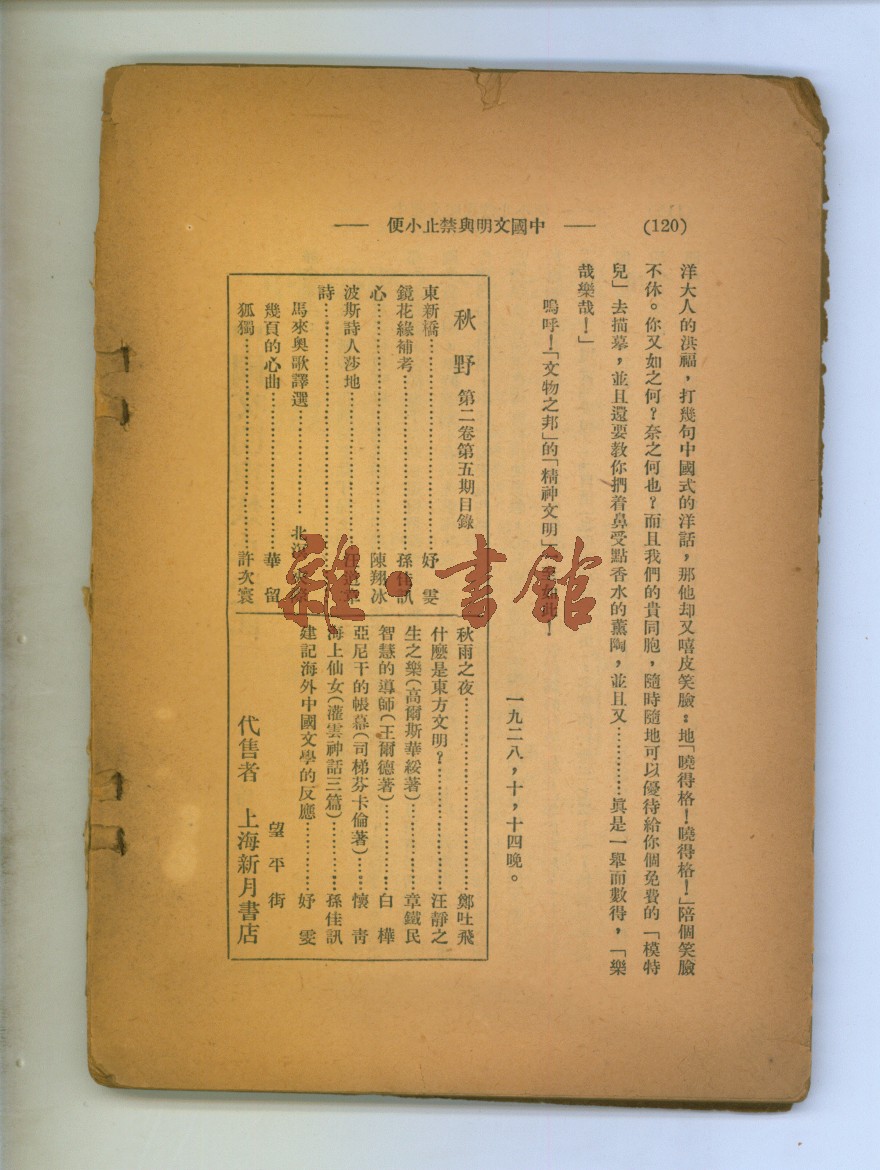 (120)
—— 中國文明與禁止小便 ——
洋大人的洪福，打幾句中國式的洋話，那他却又嘻皮笑臉：地「曉得格！曉得格！」陪個笑臉
不休。你又如之何？奈之何也？而且我們的貴同胞，隨時隨地可以優待給你個免費的「模特
兒」去描摹，並且還要教你捫着鼻受點香水的薰陶，並且又…………眞是一舉而數得，「樂
哉樂哉！」
嗚呼！「文物之邦」的「精神文明」
一九二八，十，十四晚。
秋野 第二卷第五期目錄
東新橋…………妤雯
鏡花緣補考…………孫佳訊
心…………陳翔冰
波斯詩人莎地…………
詩…………
馬來奥歌譯選…………
幾頁的心曲…………華留
狐獨…………許次寰
秋雨之夜…………鄭吐飛
什麼是東方文明？…………汪靜之
生之樂（高爾斯華綏著）…………章鐵民
智慧的導師（王爾德著）…………白樺
亞尼干的帳幕（司梯芬卡倫著）……懷靑
海上仙女（灌雲神話三篇）…………孫佳訊
建記海外中國文學的反應…………妤雯
望平街
代售者 上海新月書店
雜·書館